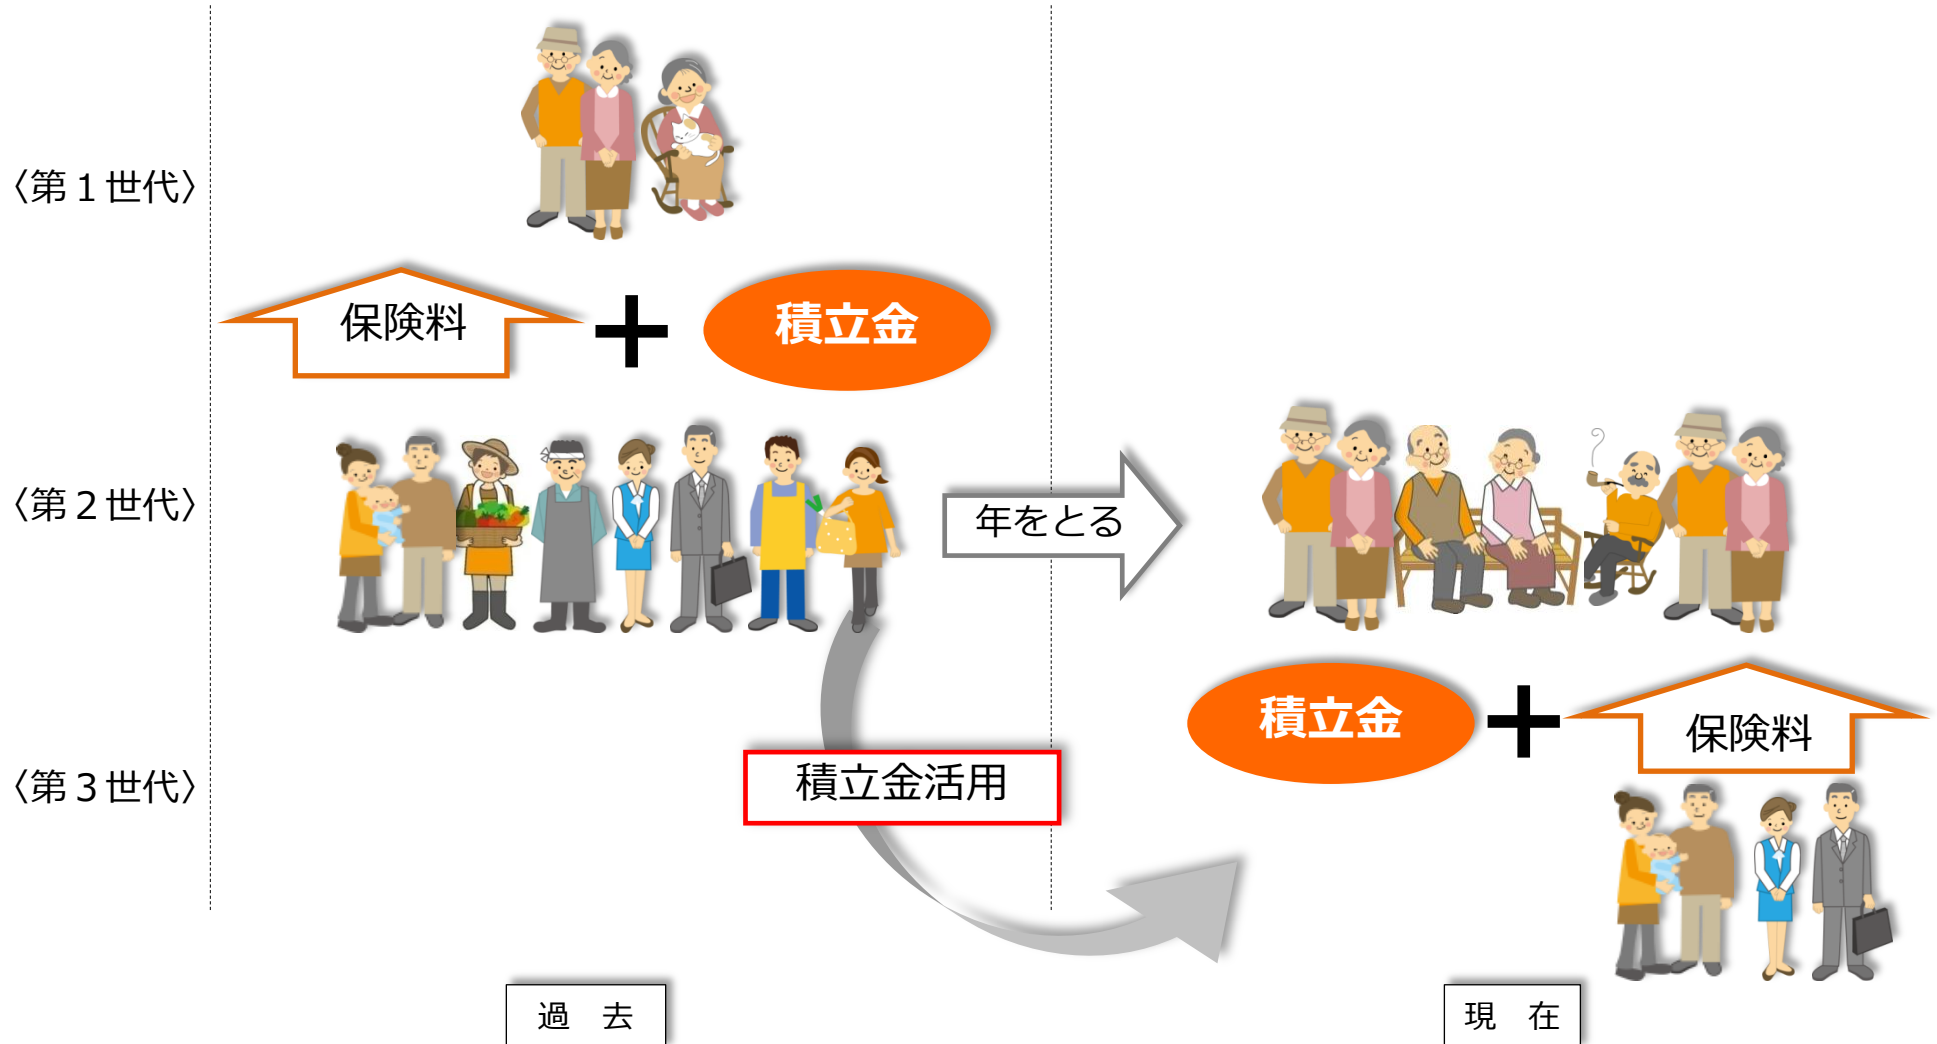 〈第１世代〉
保険料
積立金
〈第２世代〉
年をとる
積立金
保険料
〈第３世代〉
積立金活用
過　去
現　在